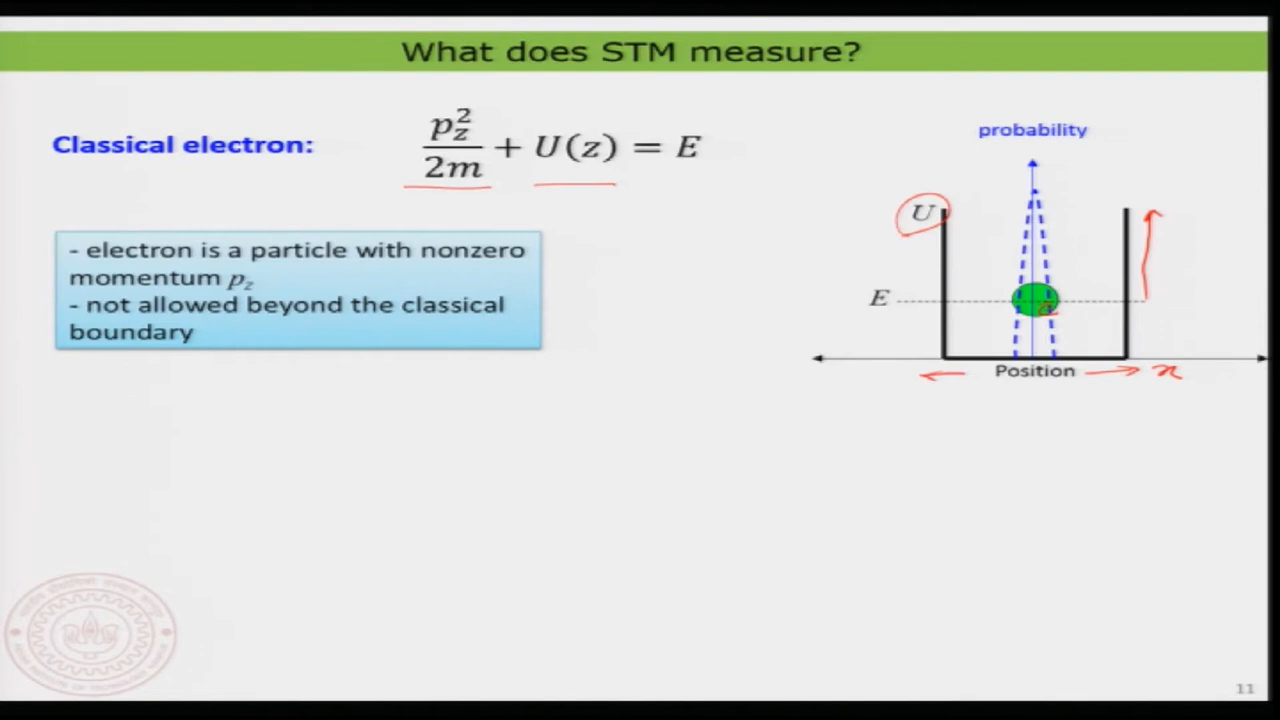 What does STM measure?
Classical electron:
p_z^2/2m + U(z) = E
probability
U
- electron is a particle with nonzero
momentum p_z
- not allowed beyond the classical
boundary
E
e
Position
x
11